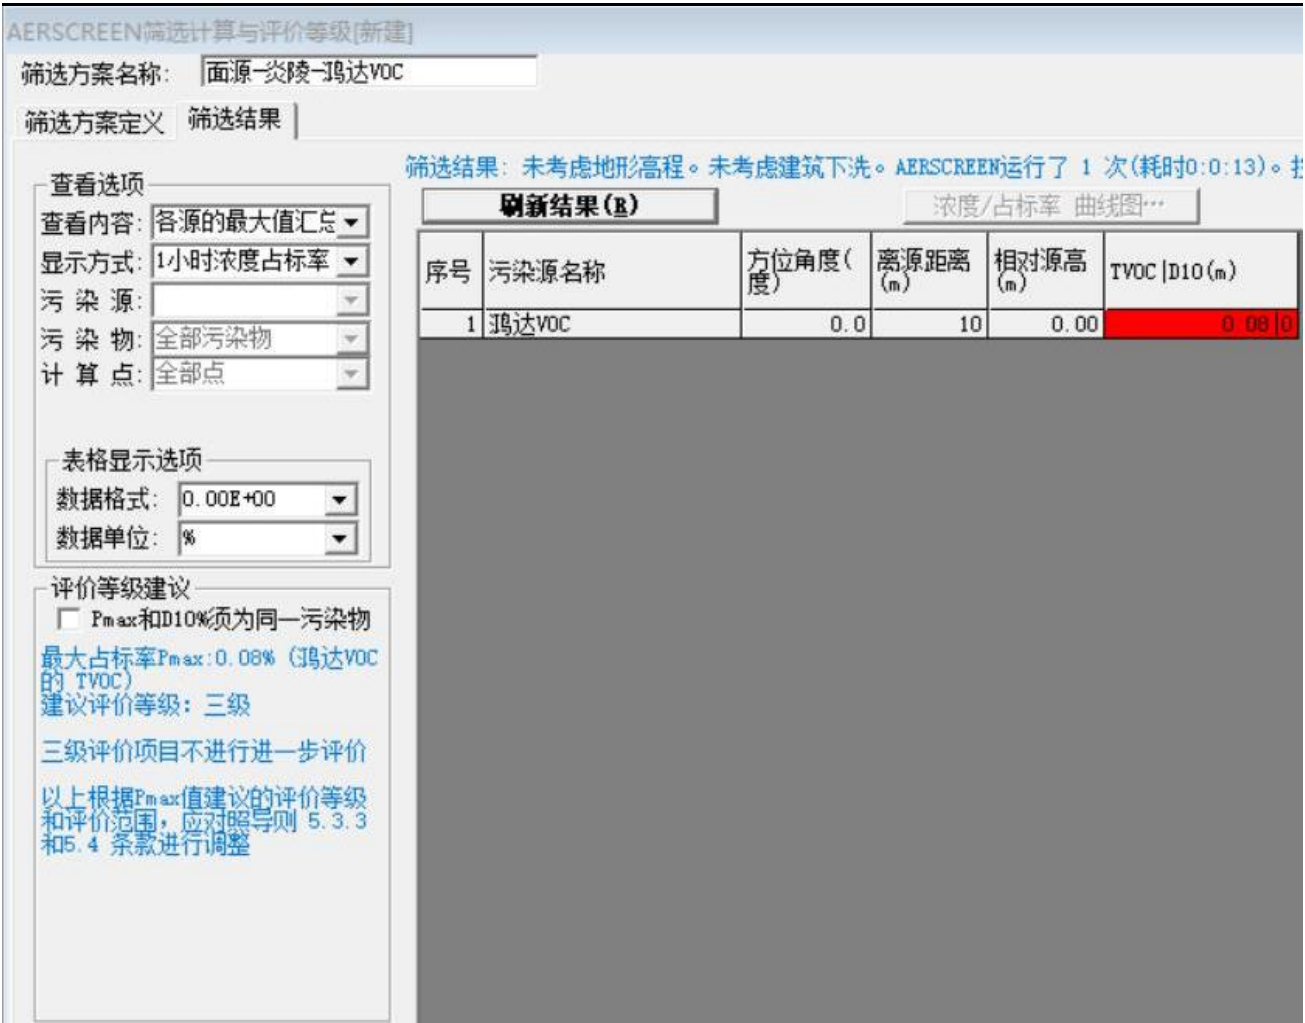 AERSCREEN筛选计算与评价等级[新建]
筛选方案名称: 面源-炎陵-鸿达VOC
筛选方案定义 筛选结果
筛选结果: 未考虑地形高程。未考虑建筑下洗。AERSCREEN运行了 1 次(耗时0:0:13)。
刷新结果(R) 浓度/占标率 曲线图…
查看选项
查看内容: 各源的最大值汇总
显示方式: 1小时浓度占标率
污 染 源:
污 染 物: 全部污染物
计 算 点: 全部点
表格显示选项
数据格式: 0.00E+00
数据单位: %
评价等级建议
Pmax和D10%须为同一污染物
最大占标率Pmax:0.08% (鸿达VOC
的 TVOC)
建议评价等级: 三级
三级评价项目不进行进一步评价
以上根据Pmax值建议的评价等级
和评价范围,应对照导则 5.3.3
和5.4 条款进行调整
序号 污染源名称 方位角度(度) 离源距离(m) 相对源高(m) TVOC|D10(m)
1 鸿达VOC 0.0 10 0.00 0.08|0